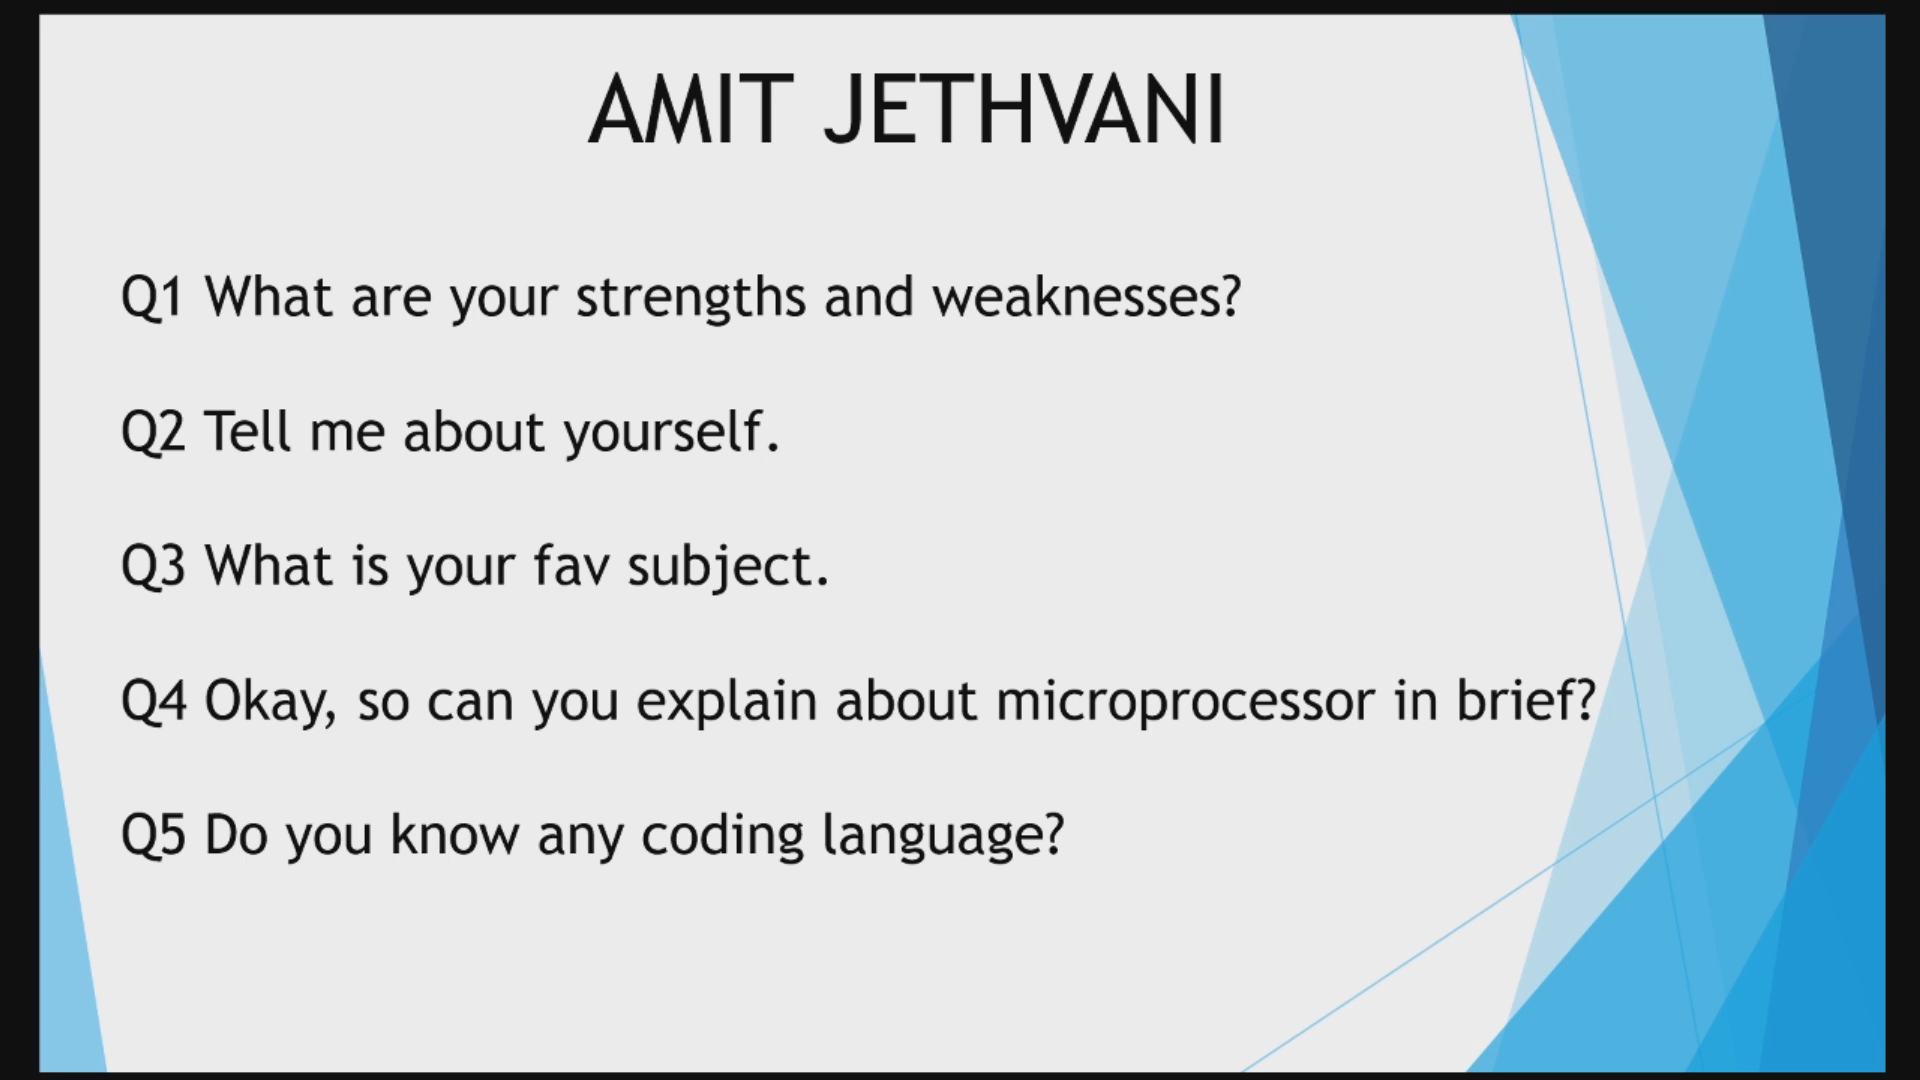 AMIT JETHVANI
Q1 What are your strengths and weaknesses?
Q2 Tell me about yourself.
Q3 What is your fav subject.
Q4 Okay, so can you explain about microprocessor in brief?
Q5 Do you know any coding language?